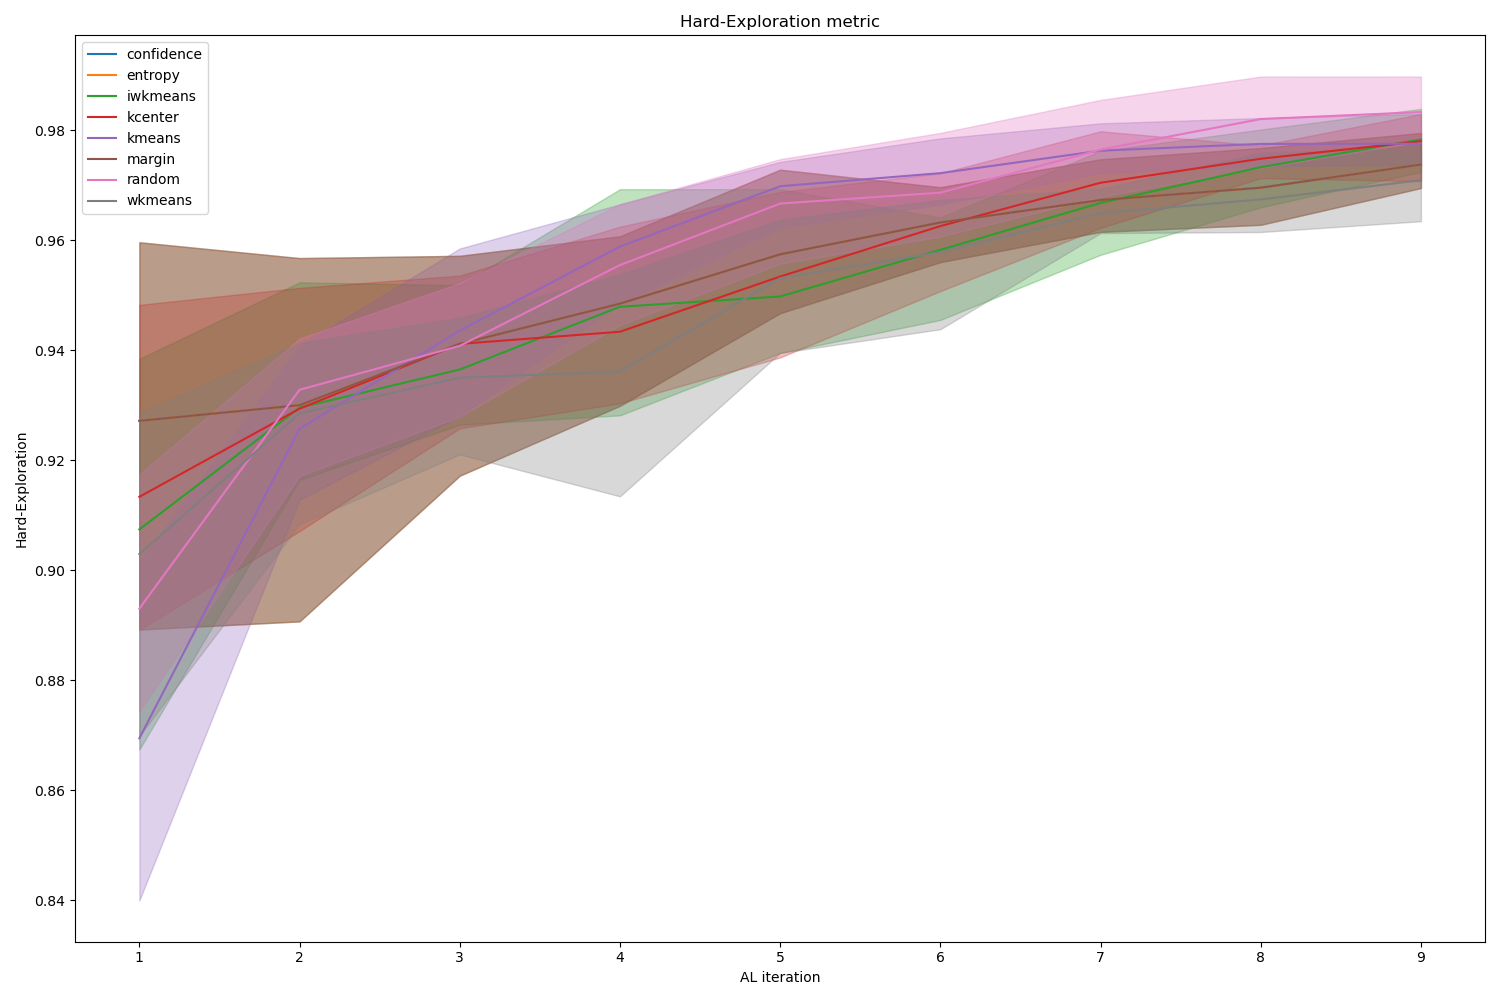 Hard-Exploration metric
confidence
entropy
iwkmeans
kcenter
kmeans
margin
random
wkmeans
0.98
0.96
0.94
0.92
0.90
0.88
0.86
0.84
Hard-Exploration
1 2 3 4 5 6 7 8 9
AL iteration